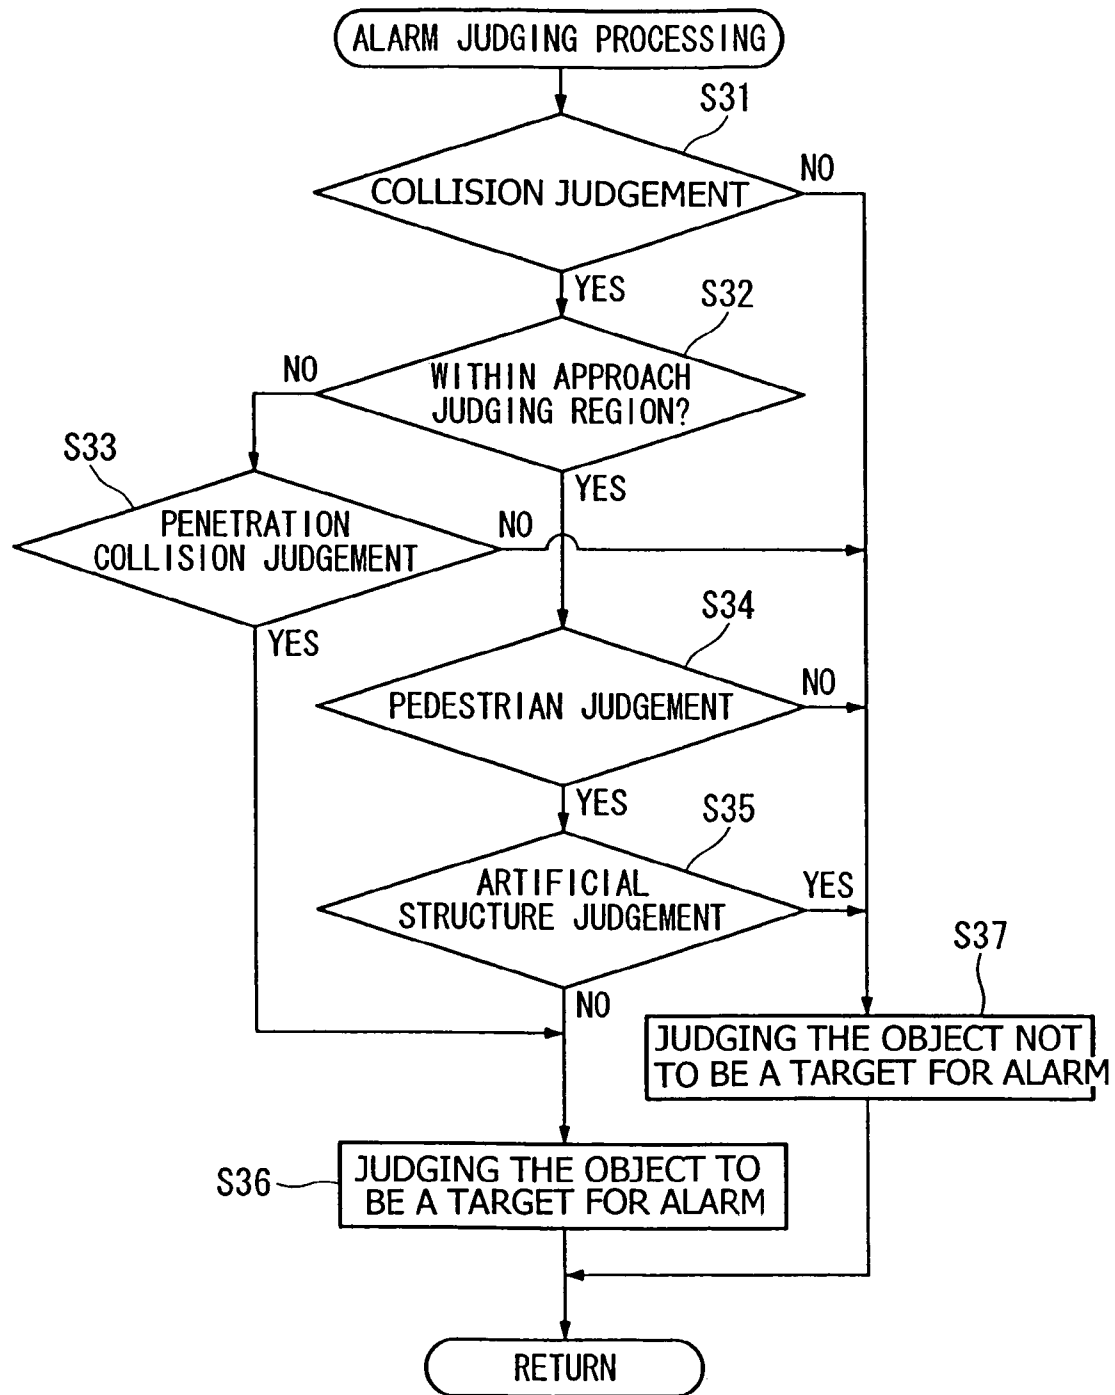 ALARM JUDGING PROCESSING
S31
COLLISION JUDGEMENT
NO
YES
S32
WITHIN APPROACH
JUDGING REGION?
NO
YES
S33
PENETRATION
COLLISION JUDGEMENT
NO
YES
S34
PEDESTRIAN JUDGEMENT
NO
YES
S35
ARTIFICIAL
STRUCTURE JUDGEMENT
YES
NO
S37
JUDGING THE OBJECT NOT
TO BE A TARGET FOR ALARM
S36
JUDGING THE OBJECT TO
BE A TARGET FOR ALARM
RETURN